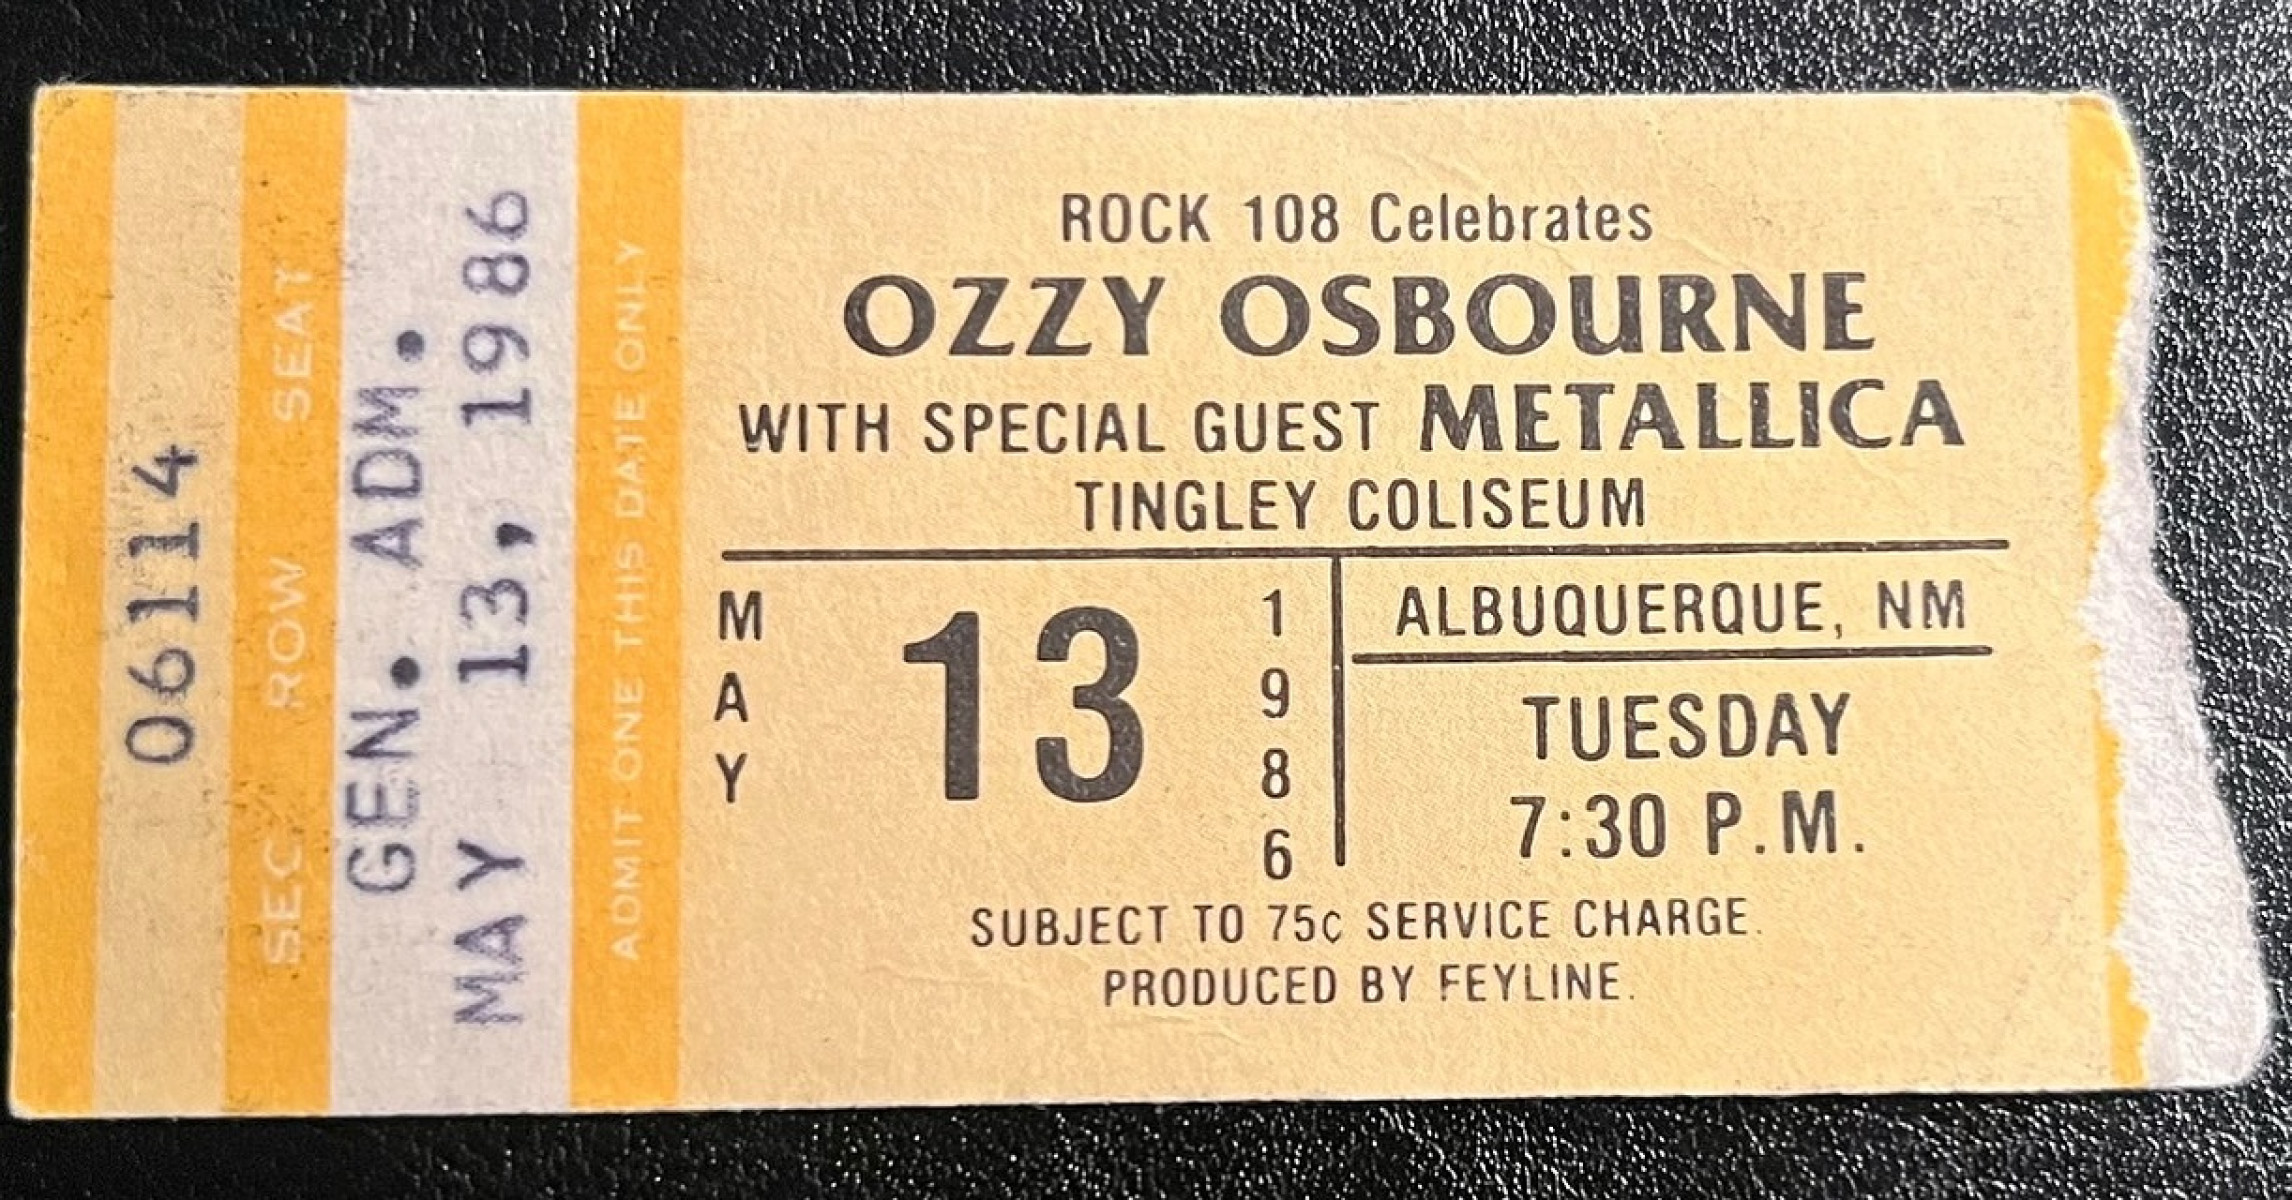 06114
SEC ROW SEAT
GEN. ADM.
MAY 13, 1986
ADMIT ONE THIS DATE ONLY
ROCK 108 Celebrates
OZZY OSBOURNE
WITH SPECIAL GUEST METALLICA
TINGLEY COLISEUM
MAY 13 1986
ALBUQUERQUE, NM
TUESDAY
7:30 P.M.
SUBJECT TO 75¢ SERVICE CHARGE.
PRODUCED BY FEYLINE.